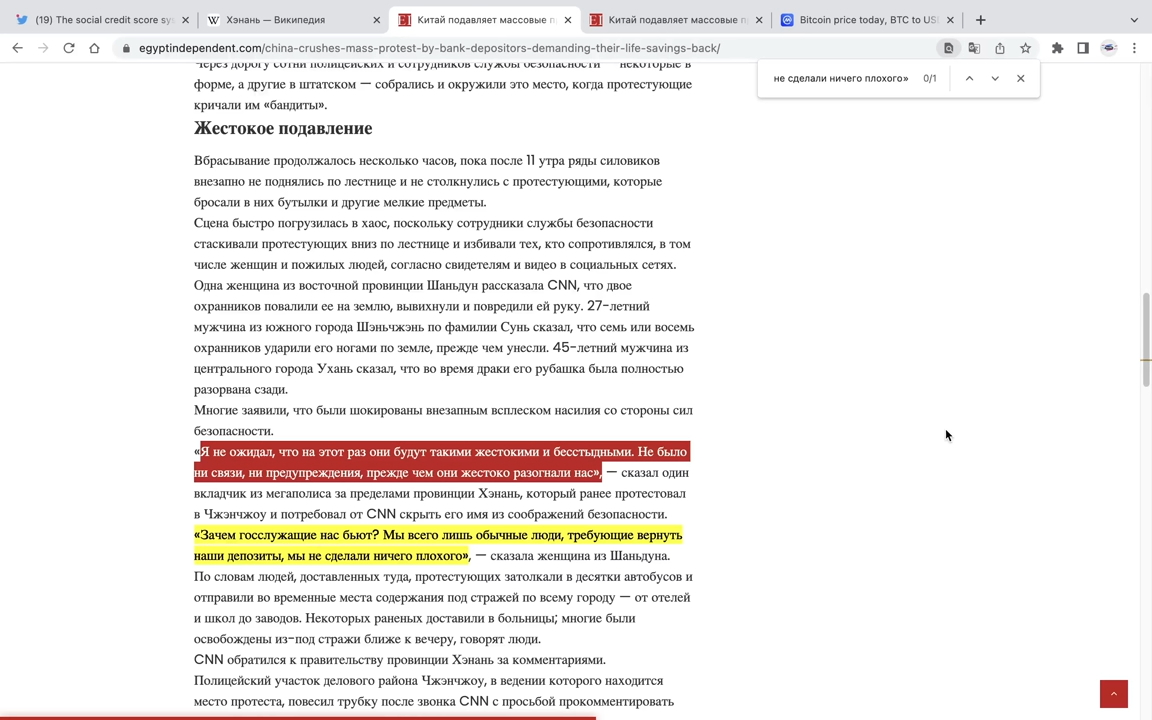 (19) The social credit score sy
Хэнань — Википедия
Китай подавляет массовые п
Китай подавляет массовые п
Bitcoin price today, BTC to US
egyptindependent.com/china-crushes-mass-protest-by-bank-depositors-demanding-their-life-savings-back/
не сделали ничего плохого» 0/1
Через дорогу сотни полицейских и сотрудников службы безопасности — некоторые в
форме, а другие в штатском — собрались и окружили это место, когда протестующие
кричали им «бандиты».
Жестокое подавление
Вбрасывание продолжалось несколько часов, пока после 11 утра ряды силовиков
внезапно не поднялись по лестнице и не столкнулись с протестующими, которые
бросали в них бутылки и другие мелкие предметы.
Сцена быстро погрузилась в хаос, поскольку сотрудники службы безопасности
стаскивали протестующих вниз по лестнице и избивали тех, кто сопротивлялся, в том
числе женщин и пожилых людей, согласно свидетелям и видео в социальных сетях.
Одна женщина из восточной провинции Шаньдун рассказала CNN, что двое
охранников повалили ее на землю, вывихнули и повредили ей руку. 27-летний
мужчина из южного города Шэньчжэнь по фамилии Сунь сказал, что семь или восемь
охранников ударили его ногами по земле, прежде чем унесли. 45-летний мужчина из
центрального города Ухань сказал, что во время драки его рубашка была полностью
разорвана сзади.
Многие заявили, что были шокированы внезапным всплеском насилия со стороны сил
безопасности.
«Я не ожидал, что на этот раз они будут такими жестокими и бесстыдными. Не было
ни связи, ни предупреждения, прежде чем они жестоко разогнали нас», — сказал один
вкладчик из мегаполиса за пределами провинции Хэнань, который ранее протестовал
в Чжэнчжоу и потребовал от CNN скрыть его имя из соображений безопасности.
«Зачем госслужащие нас бьют? Мы всего лишь обычные люди, требующие вернуть
наши депозиты, мы не сделали ничего плохого», — сказала женщина из Шаньдуна.
По словам людей, доставленных туда, протестующих затолкали в десятки автобусов и
отправили во временные места содержания под стражей по всему городу — от отелей
и школ до заводов. Некоторых раненых доставили в больницы; многие были
освобождены из-под стражи ближе к вечеру, говорят люди.
CNN обратился к правительству провинции Хэнань за комментариями.
Полицейский участок делового района Чжэнчжоу, в ведении которого находится
место протеста, повесил трубку после звонка CNN с просьбой прокомментировать